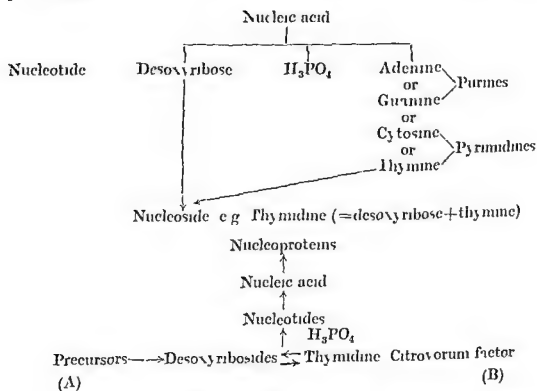 Nucleic acid
Nucleotide Desoxyribose H₃PO₄ Adenine
or
Guanine
Purines
or
Cytosine
or
Thymine
Pyrimidines
Nucleoside e g Thymidine (=desoxyribose+thymine)
Nucleoproteins
Nucleic acid
Nucleotides
H₃PO₄
Precursors Desoxyribosides Thymidine Citrovorum factor
(A) (B)